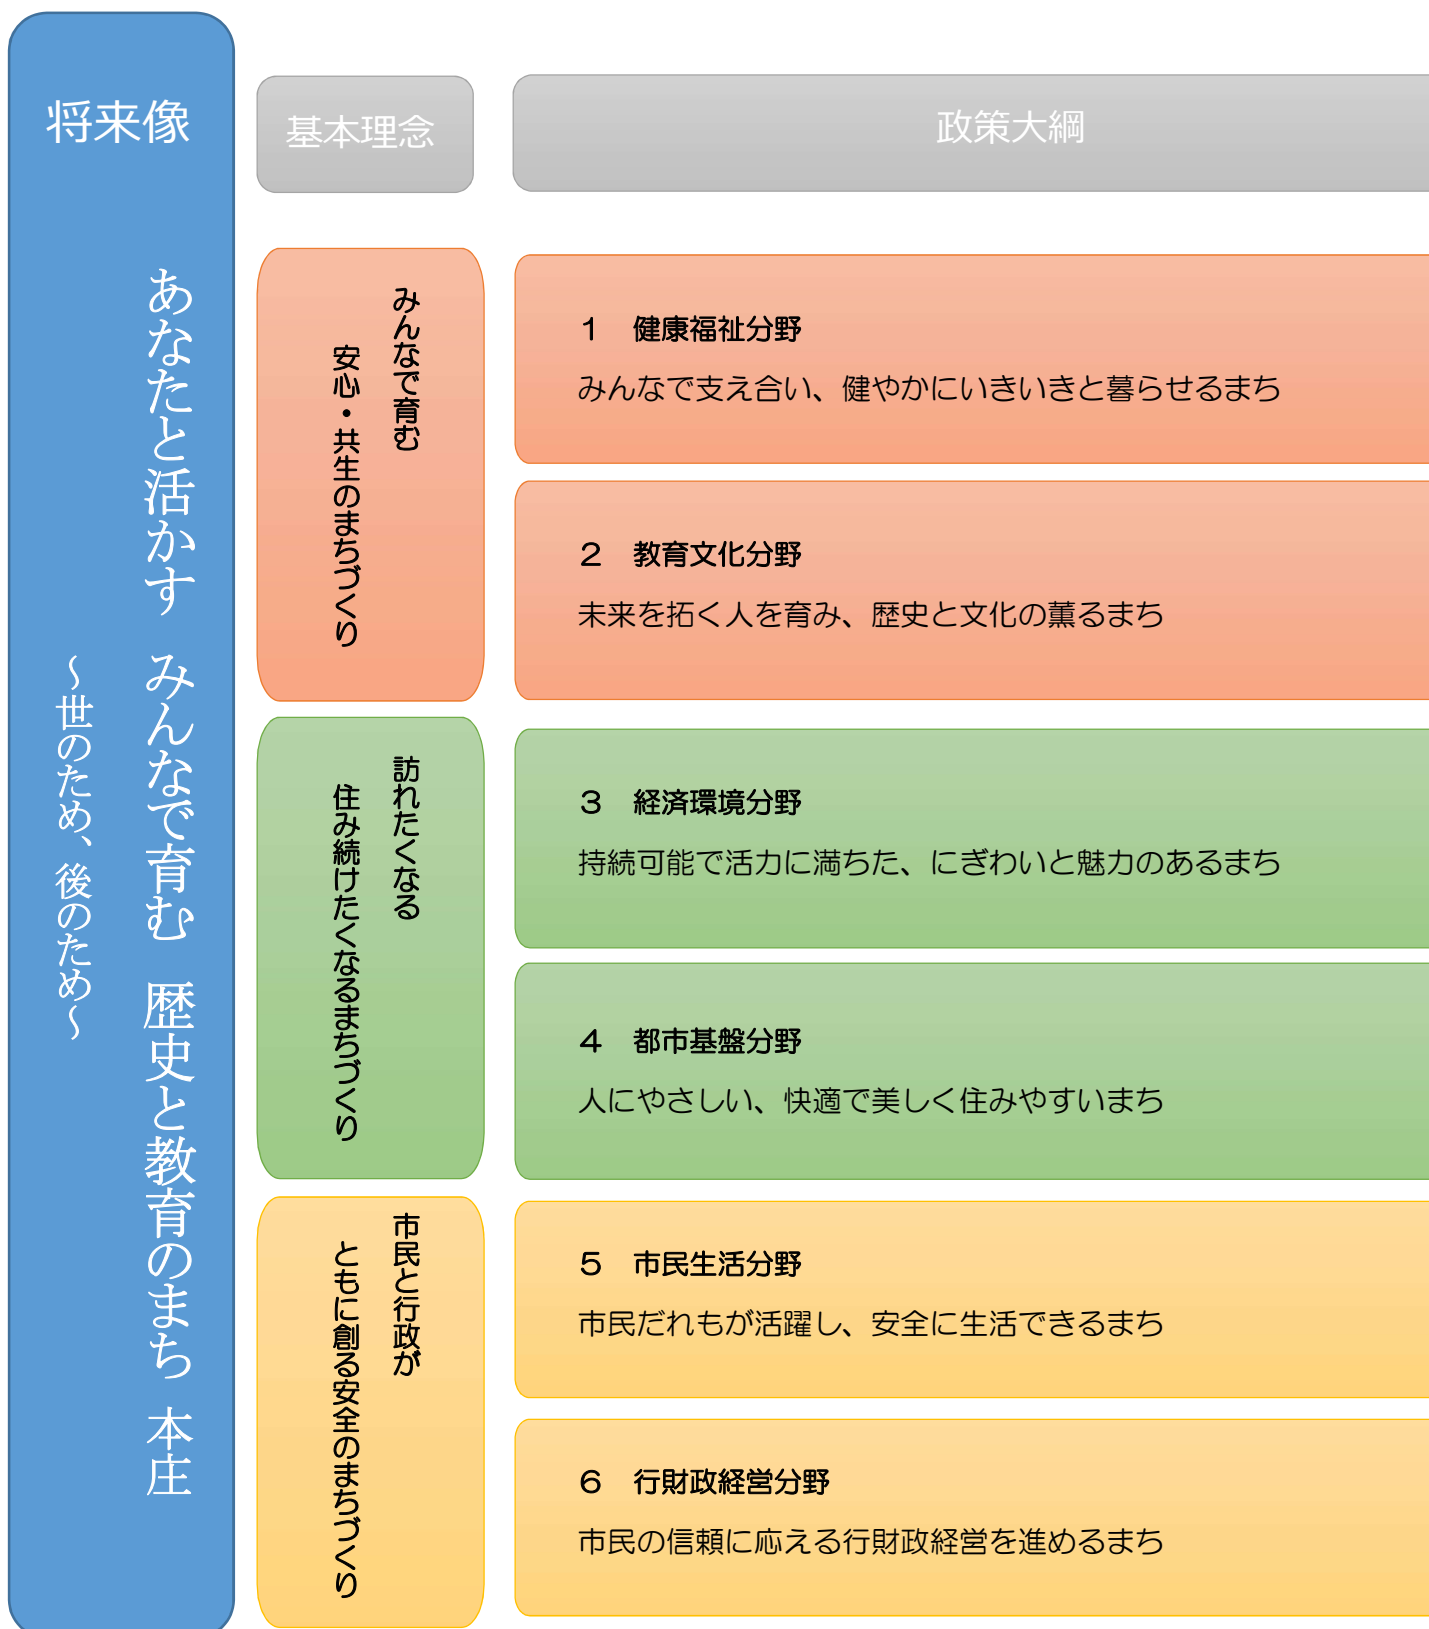 将来像
あなたと活かす　みんなで育む　歴史と教育のまち　本庄
～世のため、後のため～
基本理念
政策大綱
みんなで育む
安心・共生のまちづくり
1　健康福祉分野
みんなで支え合い、健やかにいきいきと暮らせるまち
2　教育文化分野
未来を拓く人を育み、歴史と文化の薫るまち
訪れたくなる
住み続けたくなるまちづくり
3　経済環境分野
持続可能で活力に満ちた、にぎわいと魅力のあるまち
4　都市基盤分野
人にやさしい、快適で美しく住みやすいまち
市民と行政が
ともに創る安全のまちづくり
5　市民生活分野
市民だれもが活躍し、安全に生活できるまち
6　行財政経営分野
市民の信頼に応える行財政経営を進めるまち